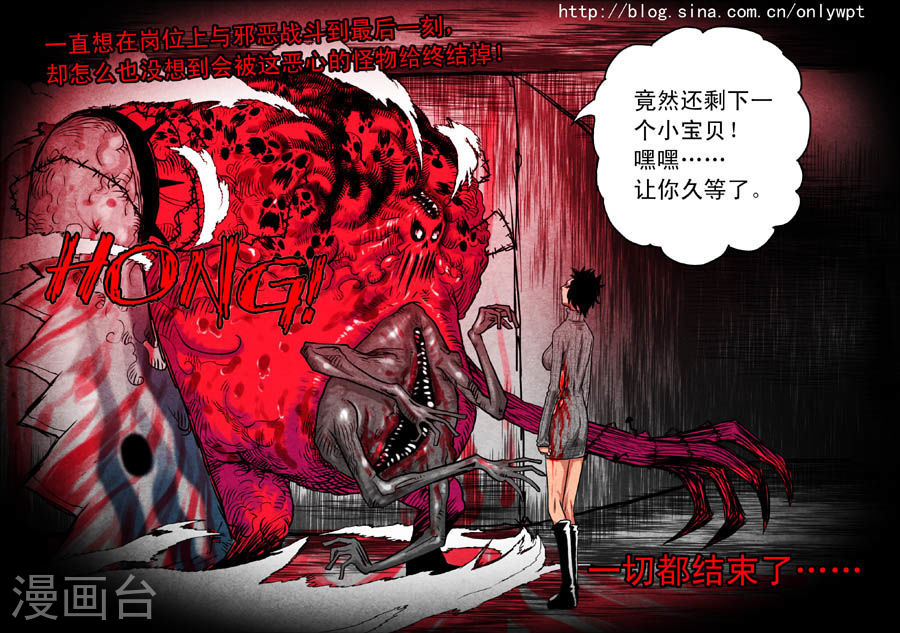 http://blog.sina.com.cn/onlywpt
一直想在岗位上与邪恶战斗到最后一刻,
却怎么也没想到会被这恶心的怪物给终结掉!
竟然还剩下一
个小宝贝！
嘿嘿……
让你久等了。
HONG!
一切都结束了……
漫画台